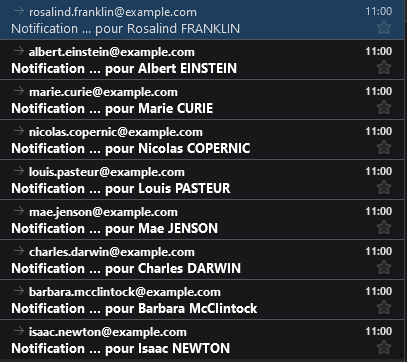 rosalind.franklin@example.com 11:00
Notification ... pour Rosalind FRANKLIN
albert.einstein@example.com 11:00
Notification ... pour Albert EINSTEIN
marie.curie@example.com 11:00
Notification ... pour Marie CURIE
nicolas.copernic@example.com 11:00
Notification ... pour Nicolas COPERNIC
louis.pasteur@example.com 11:00
Notification ... pour Louis PASTEUR
mae.jenson@example.com 11:00
Notification ... pour Mae JENSON
charles.darwin@example.com 11:00
Notification ... pour Charles DARWIN
barbara.mcclintock@example.com 11:00
Notification ... pour Barbara McClintock
isaac.newton@example.com 11:00
Notification ... pour Isaac NEWTON